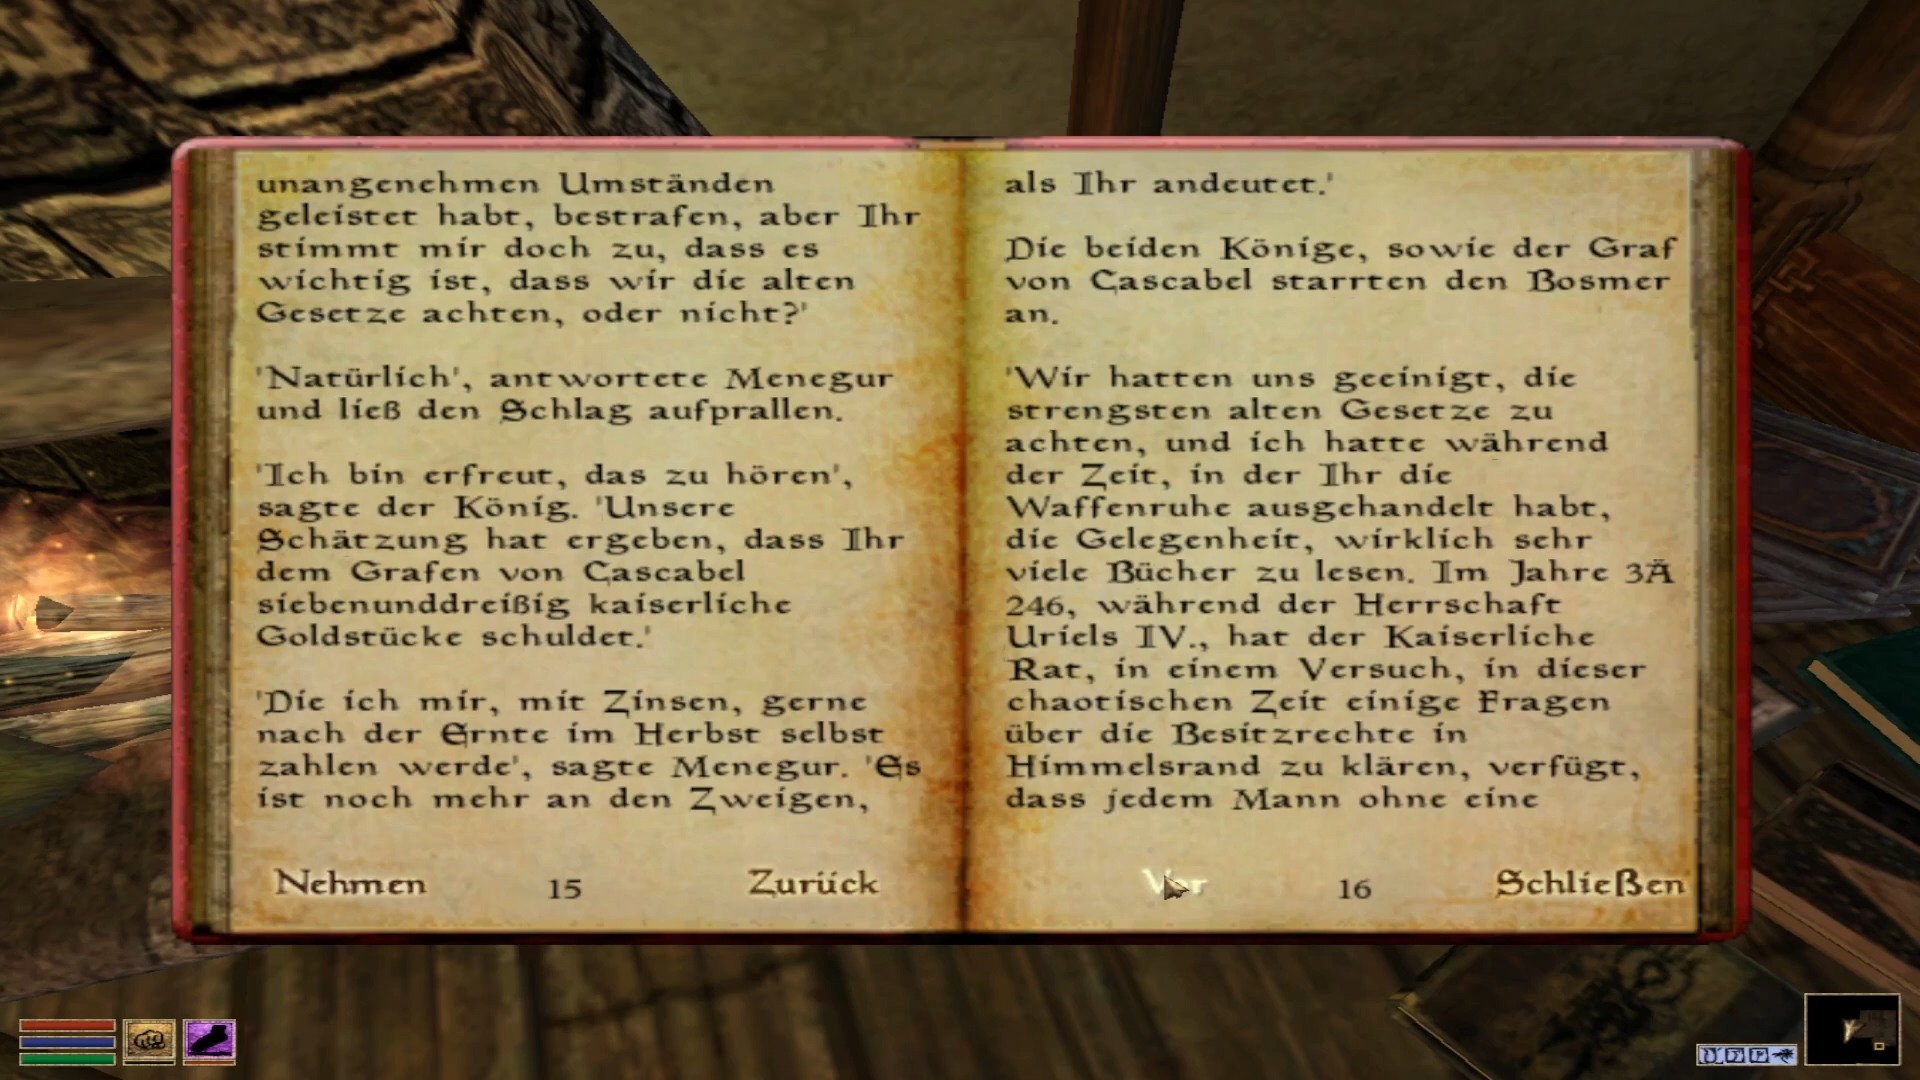 unangenehmen Umständen
geleistet habt, bestrafen, aber Ihr
stimmt mir doch zu, dass es
wichtig ist, dass wir die alten
Gesetze achten, oder nicht?'
'Natürlich', antwortete Menegur
und ließ den Schlag aufprallen.
'Ich bin erfreut, das zu hören',
sagte der König. 'Unsere
Schätzung hat ergeben, dass Ihr
dem Grafen von Cascabel
siebenunddreißig kaiserliche
Goldstücke schuldet.'
'Die ich mir, mit Zinsen, gerne
nach der Ernte im Herbst selbst
zahlen werde', sagte Menegur. 'Es
ist noch mehr an den Zweigen,
als Ihr andeutet.'
Die beiden Könige, sowie der Graf
von Cascabel starrten den Bosmer
an.
'Wir hatten uns geeinigt, die
strengsten alten Gesetze zu
achten, und ich hatte während
der Zeit, in der Ihr die
Waffenruhe ausgehandelt habt,
die Gelegenheit, wirklich sehr
viele Bücher zu lesen. Im Jahre 3Ä
246, während der Herrschaft
Uriels IV., hat der Kaiserliche
Rat, in einem Versuch, in dieser
chaotischen Zeit einige Fragen
über die Besitzrechte in
Himmelsrand zu klären, verfügt,
dass jedem Mann ohne eine
Nehmen 15 Zurück Vor 16 Schließen